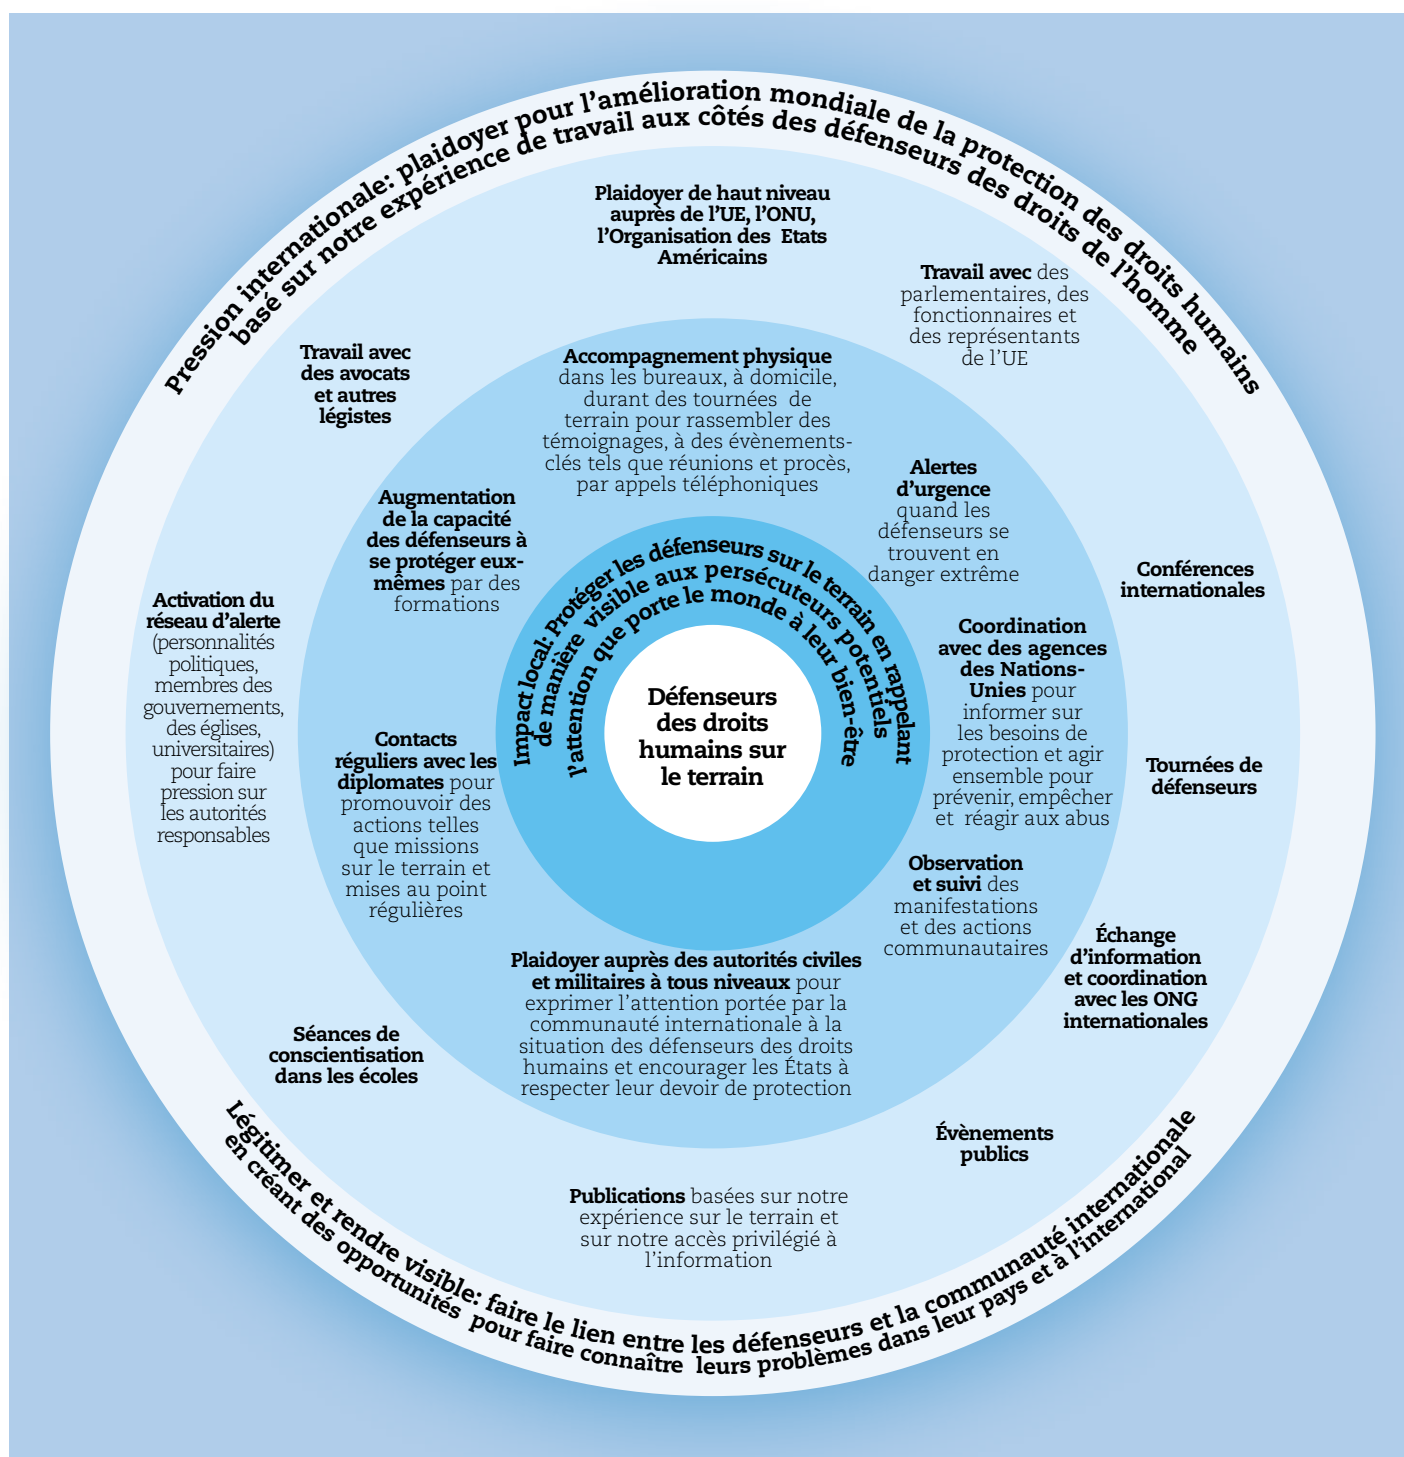 Pression internationale: plaidoyer pour l'amélioration mondiale de la protection des droits humains
basé sur notre expérience de travail aux côtés des défenseurs des droits de l'homme
Plaidoyer de haut niveau
auprès de l'UE, l'ONU,
l'Organisation des Etats
Américains
Travail avec des
parlementaires, des
fonctionnaires et
des représentants
de l'UE
Travail avec
des avocats
et autres
légistes
Accompagnement physique
dans les bureaux, à domicile,
durant des tournées de
terrain pour rassembler des
témoignages, à des évènements-
clés tels que réunions et procès,
par appels téléphoniques
Alertes
d'urgence
quand les
défenseurs se
trouvent en
danger extrême
Augmentation
de la capacité
des défenseurs à
se protéger eux-
mêmes par des
formations
Impact local: Protéger les défenseurs sur le terrain en rappelant
de manière visible aux persécuteurs potentiels
l'attention que porte le monde à leur bien-être
Conférences
internationales
Activation du
réseau d'alerte
(personnalités
politiques,
membres des
gouvernements,
des églises,
universitaires)
pour faire
pression sur
les autorités
responsables
Coordination
avec des agences
des Nations-
Unies pour
informer sur
les besoins de
protection et agir
ensemble pour
prévenir, empêcher
et réagir aux abus
Défenseurs
des droits
humains sur
le terrain
Contacts
réguliers avec les
diplomates pour
promouvoir des
actions telles
que missions
sur le terrain et
mises au point
régulières
Tournées de
défenseurs
Observation
et suivi des
manifestations
et des actions
communautaires
Échange
d'information
et coordination
avec les ONG
internationales
Plaidoyer auprès des autorités civiles
et militaires à tous niveaux pour
exprimer l'attention portée par la
communauté internationale à la
situation des défenseurs des droits
humains et encourager les États à
respecter leur devoir de protection
Séances de
conscientisation
dans les écoles
Évènements
publics
Publications basées sur notre
expérience sur le terrain et
sur notre accès privilégié à
l'information
Légitimer et rendre visible: faire le lien entre les défenseurs et la communauté internationale
en créant des opportunités pour faire connaître leurs problèmes dans leur pays et à l'international